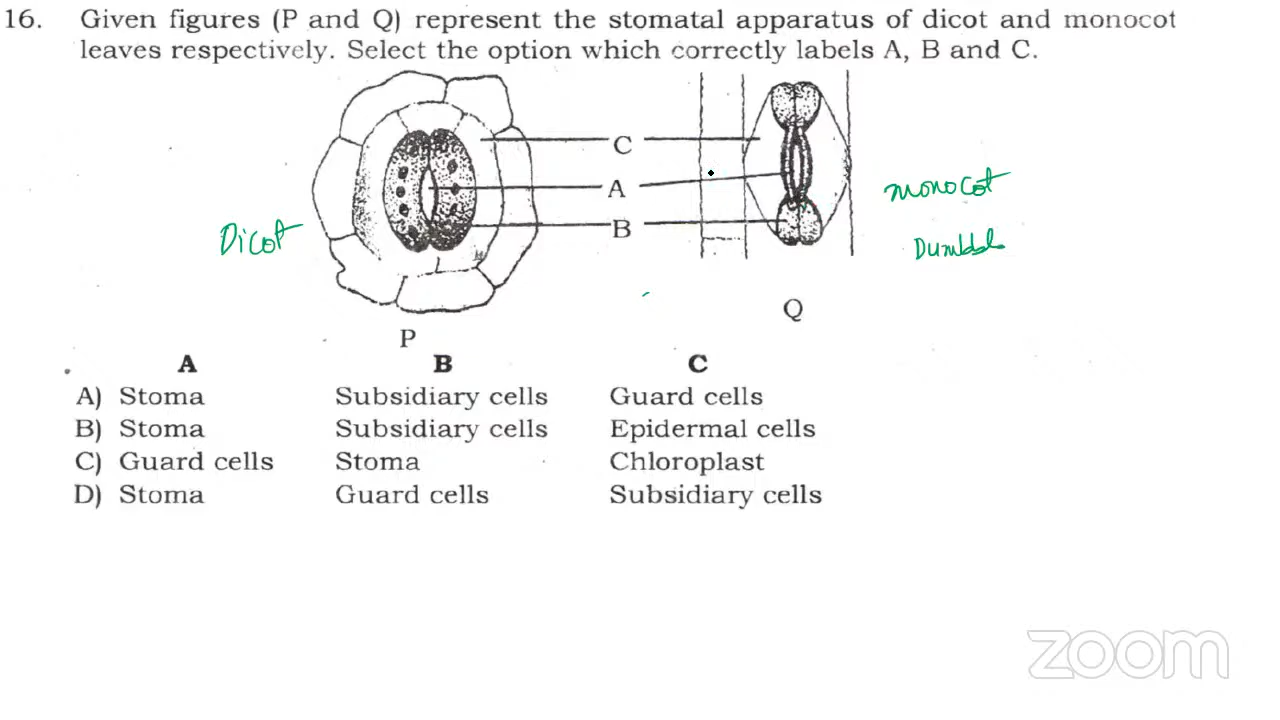 16. Given figures (P and Q) represent the stomatal apparatus of dicot and monocot
leaves respectively. Select the option which correctly labels A, B and C.
C
A
B
Dicot
monocot
Q
P
A B C
A) Stoma Subsidiary cells Guard cells
B) Stoma Subsidiary cells Epidermal cells
C) Guard cells Stoma Chloroplast
D) Stoma Guard cells Subsidiary cells
zoom